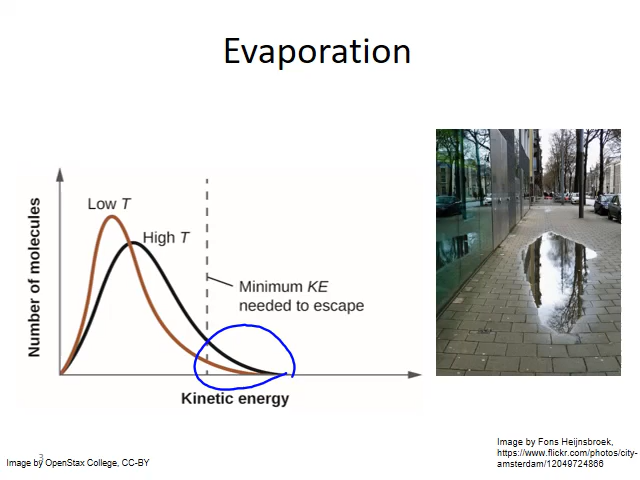 Evaporation
Low T
High T
Minimum KE
needed to escape
Number of molecules
Kinetic energy
3
Image by OpenStax College, CC-BY
Image by Fons Heijnsbroek,
https://www.flickr.com/photos/city-
amsterdam/12049724866